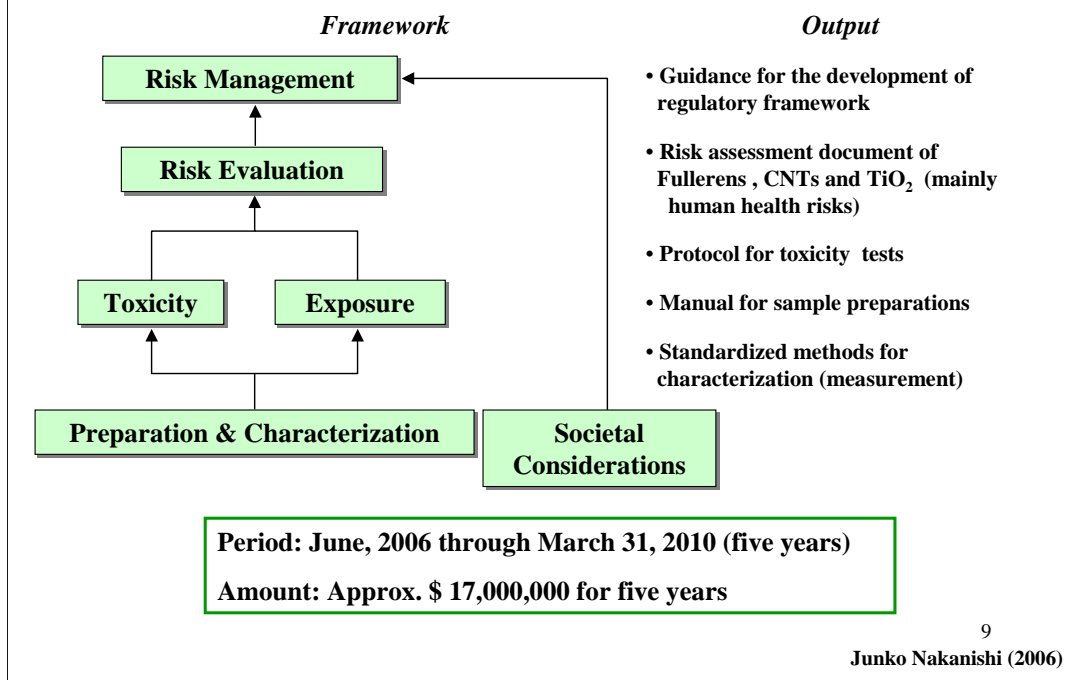 Framework
Risk Management
Risk Evaluation
Toxicity
Exposure
Preparation & Characterization
Societal
Considerations
Output
• Guidance for the development of
regulatory framework
• Risk assessment document of
Fullerens , CNTs and TiO₂ (mainly
human health risks)
• Protocol for toxicity tests
• Manual for sample preparations
• Standardized methods for
characterization (measurement)
Period: June, 2006 through March 31, 2010 (five years)
Amount: Approx. $ 17,000,000 for five years
9
Junko Nakanishi (2006)